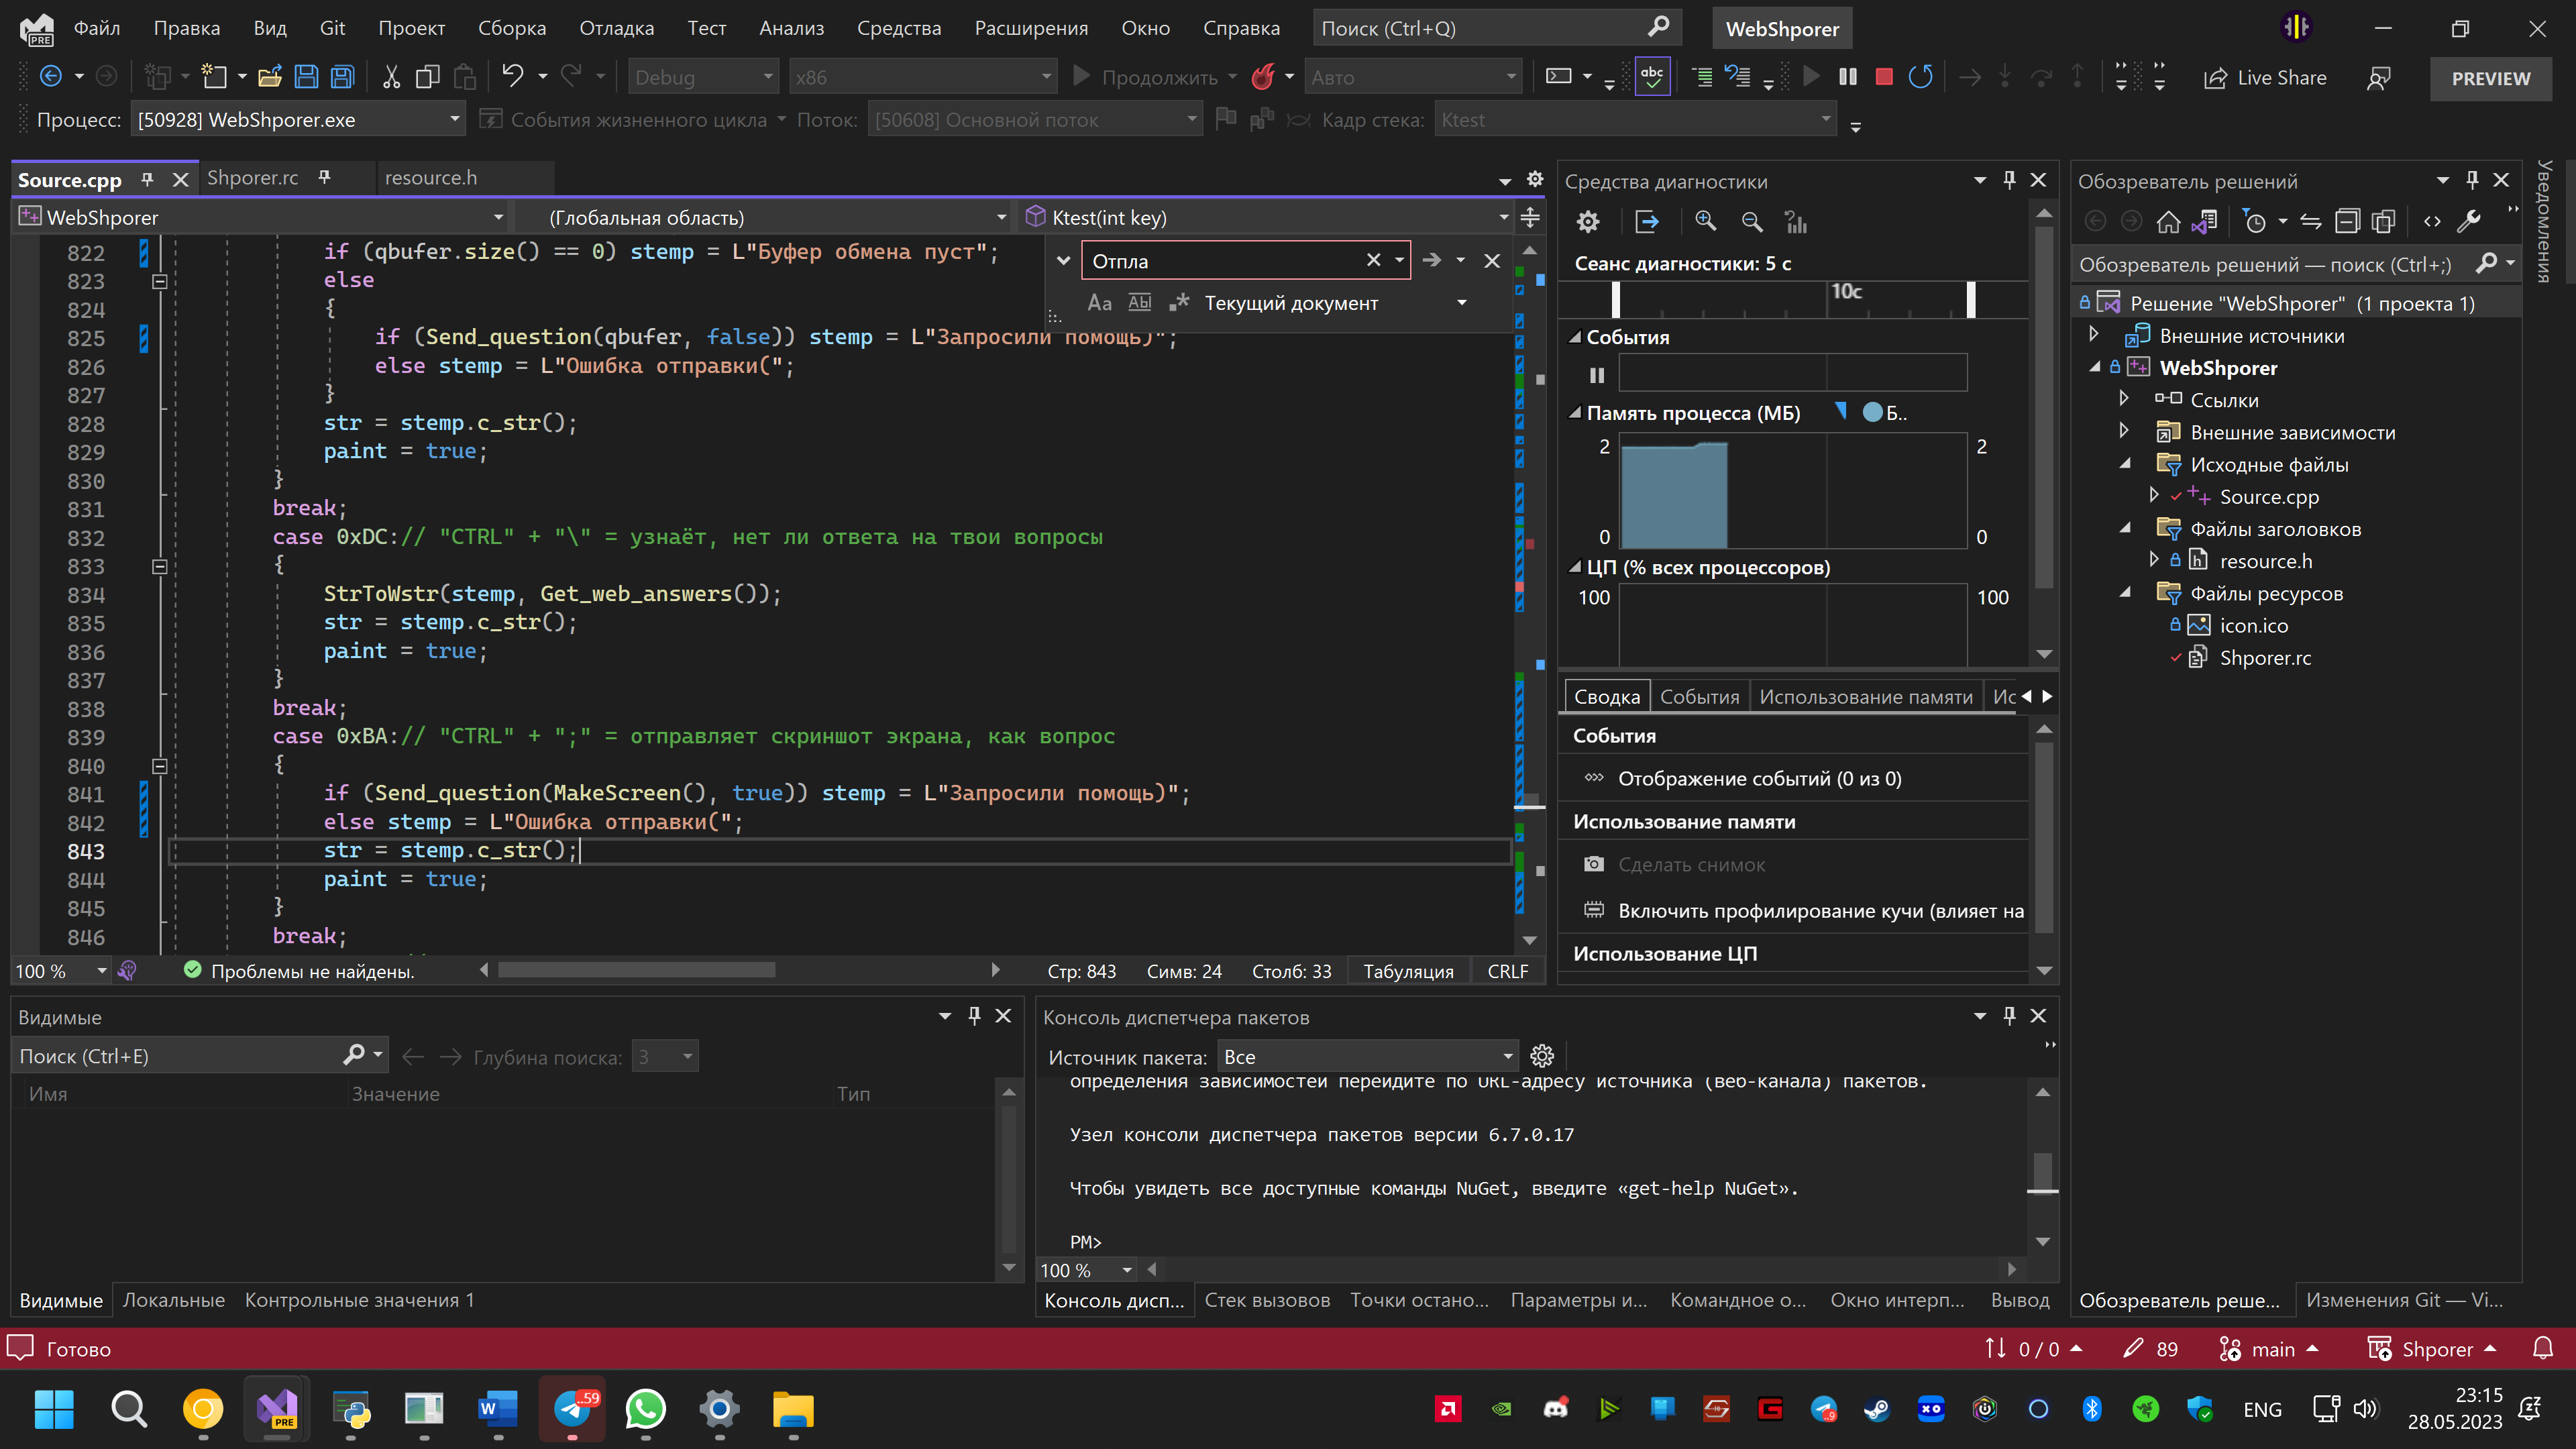 Файл Правка Вид Git Проект Сборка Отладка Тест Анализ Средства Расширения Окно Справка Поиск (Ctrl+Q) WebShporer
PRE
Debug x86 Продолжить Авто abc Live Share PREVIEW
Процесс: [50928] WebShporer.exe События жизненного цикла Поток: [50608] Основной поток Кадр стека: Ktest
Source.cpp Shporer.rc resource.h
WebShporer (Глобальная область) Ktest(int key)
Отпла
Aa Текущий документ
822 if (qbufer.size() == 0) stemp = L"Буфер обмена пуст";
823 else
824 {
825 if (Send_question(qbufer, false)) stemp = L"Запросили помощь)";
826 else stemp = L"Ошибка отправки(";
827 }
828 str = stemp.c_str();
829 paint = true;
830 }
831 break;
832 case 0xDC:// "CTRL" + "\" = узнаёт, нет ли ответа на твои вопросы
833 {
834 StrToWstr(stemp, Get_web_answers());
835 str = stemp.c_str();
836 paint = true;
837 }
838 break;
839 case 0xBA:// "CTRL" + ";" = отправляет скриншот экрана, как вопрос
840 {
841 if (Send_question(MakeScreen(), true)) stemp = L"Запросили помощь)";
842 else stemp = L"Ошибка отправки(";
843 str = stemp.c_str();
844 paint = true;
845 }
846 break;
100 % Проблемы не найдены. Стр: 843 Симв: 24 Столб: 33 Табуляция CRLF
Средства диагностики
Сеанс диагностики: 5 с
10с
События
Память процесса (МБ) Б..
2 2
0 0
ЦП (% всех процессоров)
100 100
Сводка События Использование памяти Ис
События
Отображение событий (0 из 0)
Использование памяти
Сделать снимок
Включить профилирование кучи (влияет на
Использование ЦП
Обозреватель решений
Обозреватель решений — поиск (Ctrl+;)
Решение "WebShporer" (1 проекта 1)
Внешние источники
WebShporer
Ссылки
Внешние зависимости
Исходные файлы
Source.cpp
Файлы заголовков
resource.h
Файлы ресурсов
icon.ico
Shporer.rc
Уведомления
Видимые
Поиск (Ctrl+E) Глубина поиска: 3
Имя Значение Тип
Видимые Локальные Контрольные значения 1
Консоль диспетчера пакетов
Источник пакета: Все
определения зависимостей перейдите по URL-адресу источника (веб-канала) пакетов.
Узел консоли диспетчера пакетов версии 6.7.0.17
Чтобы увидеть все доступные команды NuGet, введите «get-help NuGet».
PM>
100 %
Консоль дисп... Стек вызовов Точки остано... Параметры и... Командное о... Окно интерп... Вывод
Обозреватель реше... Изменения Git — Vi...
Готово 0 / 0 89 main Shporer
PRE W ..59 9 XO ENG 23:15
28.05.2023